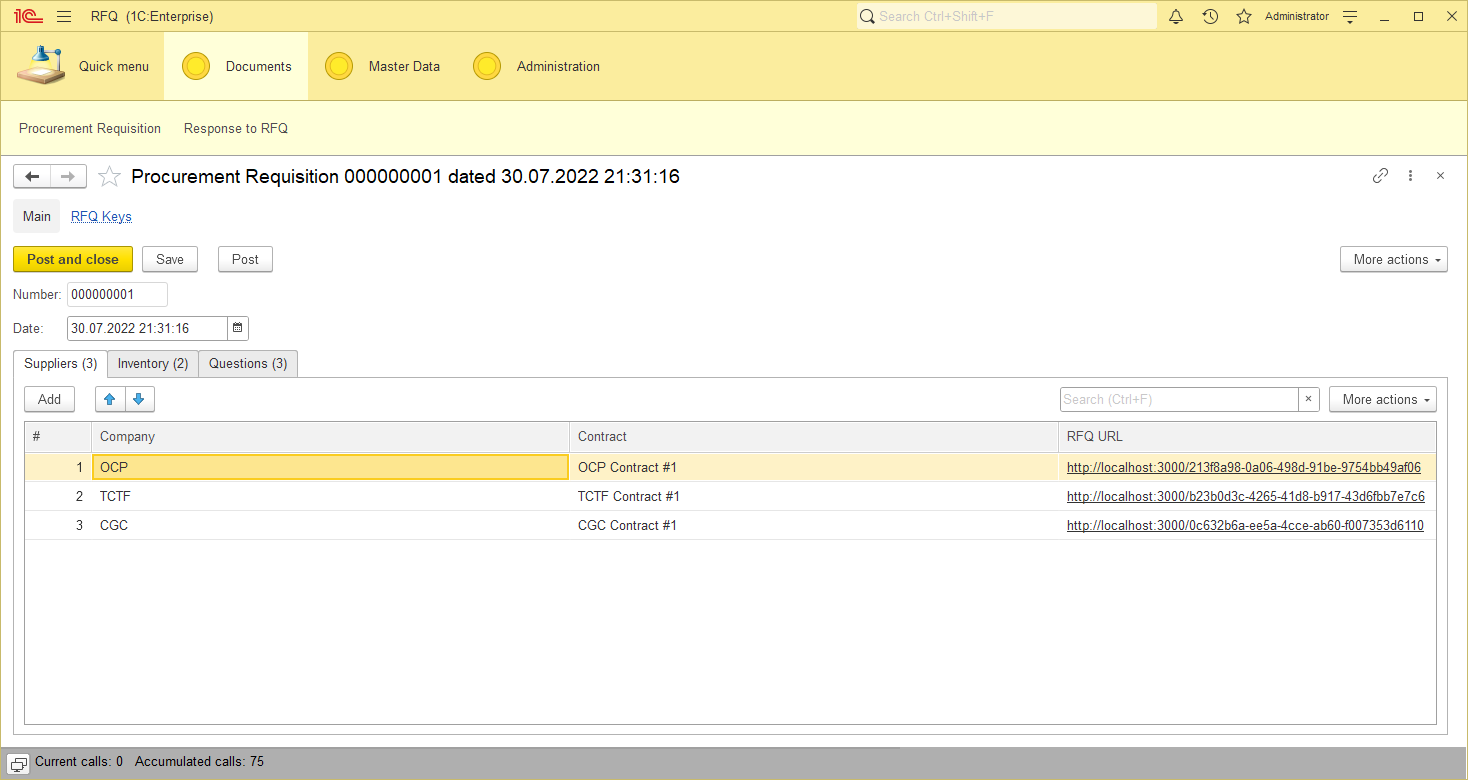 1C RFQ (1C:Enterprise) Search Ctrl+Shift+F Administrator
Quick menu Documents Master Data Administration
Procurement Requisition Response to RFQ
Procurement Requisition 000000001 dated 30.07.2022 21:31:16
Main RFQ Keys
Post and close Save Post More actions
Number: 000000001
Date: 30.07.2022 21:31:16
Suppliers (3) Inventory (2) Questions (3)
Add Search (Ctrl+F) × More actions
# Company Contract RFQ URL
1 OCP OCP Contract #1 http://localhost:3000/213f8a98-0a06-498d-91be-9754bb49af06
2 TCTF TCTF Contract #1 http://localhost:3000/b23b0d3c-4265-41d8-b917-43d6fbb7e7c6
3 CGC CGC Contract #1 http://localhost:3000/0c632b6a-ee5a-4cce-ab60-f007353d6110
Current calls: 0 Accumulated calls: 75